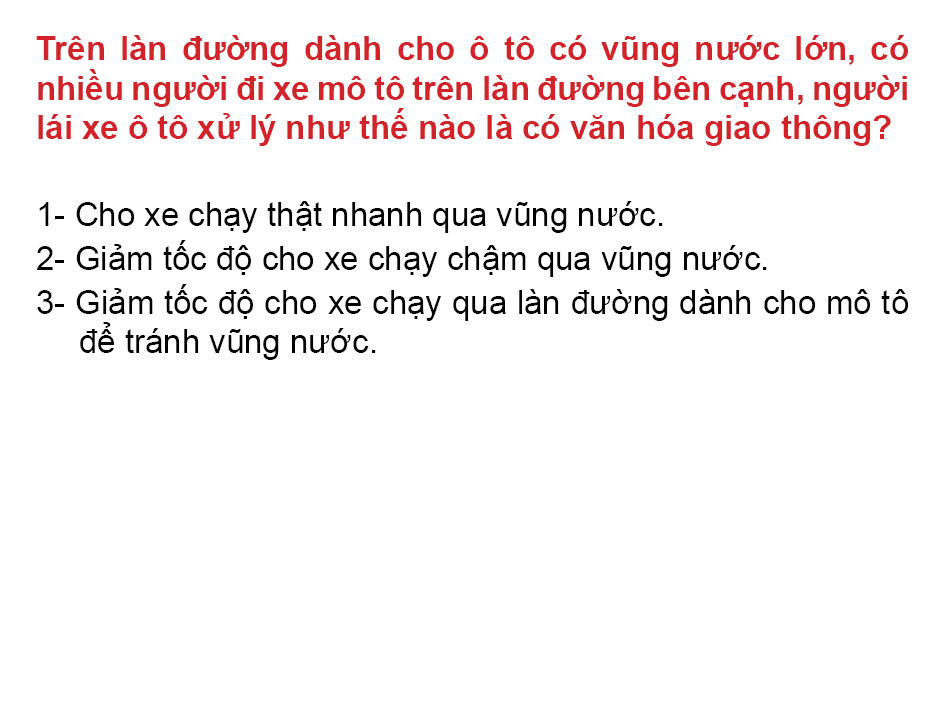 Trên làn đường dành cho ô tô có vũng nước lớn, có
nhiều người đi xe mô tô trên làn đường bên cạnh, người
lái xe ô tô xử lý như thế nào là có văn hóa giao thông?
1- Cho xe chạy thật nhanh qua vũng nước.
2- Giảm tốc độ cho xe chạy chậm qua vũng nước.
3- Giảm tốc độ cho xe chạy qua làn đường dành cho mô tô
để tránh vũng nước.